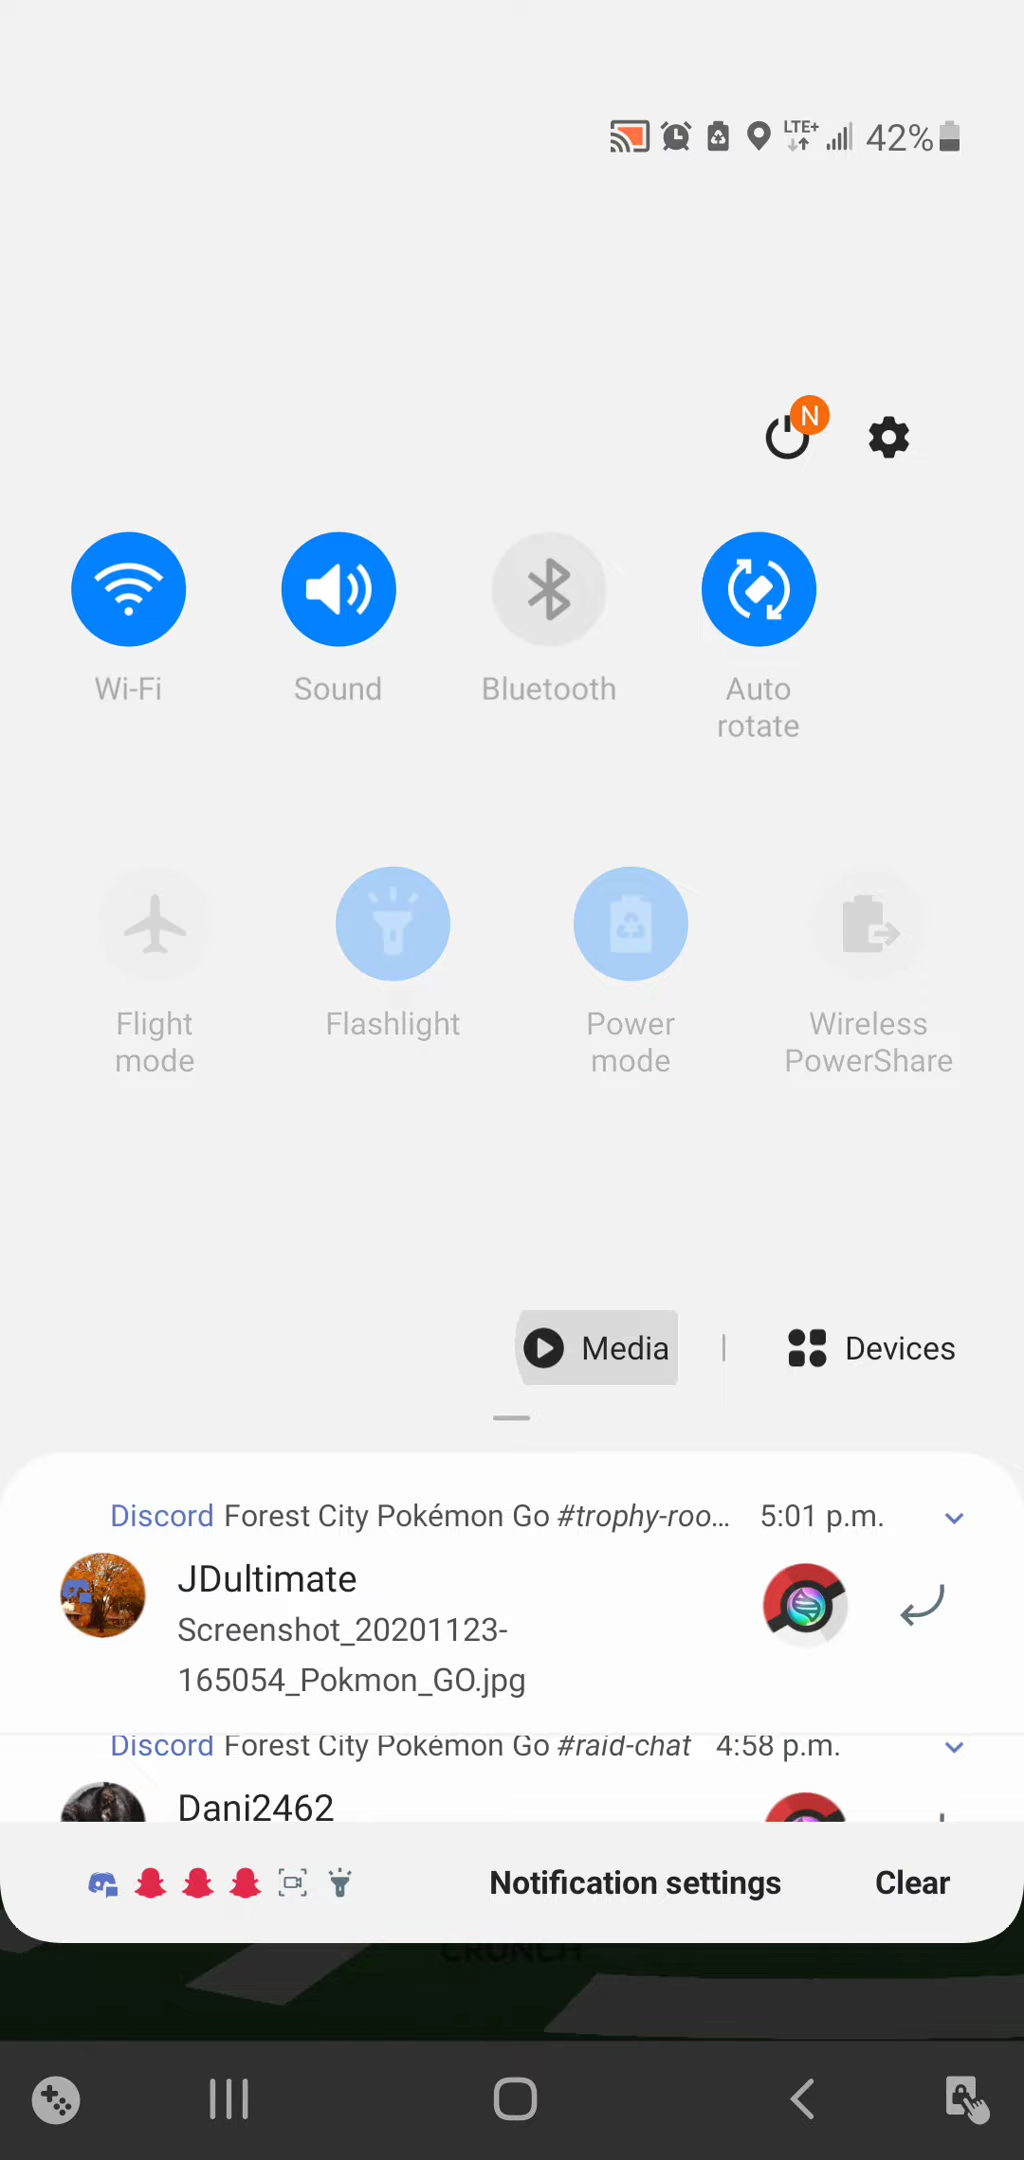 LTE+ 42%
N
Wi-Fi Sound Bluetooth Auto
rotate
Flight Flashlight Power Wireless
mode mode PowerShare
Media | Devices
Discord Forest City Pokémon Go #trophy-roo... 5:01 p.m.
JDultimate
Screenshot_20201123-
165054_Pokmon_GO.jpg
Discord Forest City Pokémon Go #raid-chat 4:58 p.m.
Dani2462
Notification settings Clear
CRUNCH